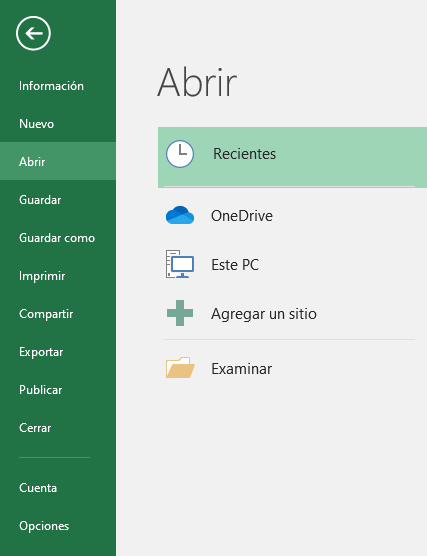 Información
Nuevo
Abrir
Guardar
Guardar como
Imprimir
Compartir
Exportar
Publicar
Cerrar
Cuenta
Opciones
Abrir
Recientes
OneDrive
Este PC
Agregar un sitio
Examinar